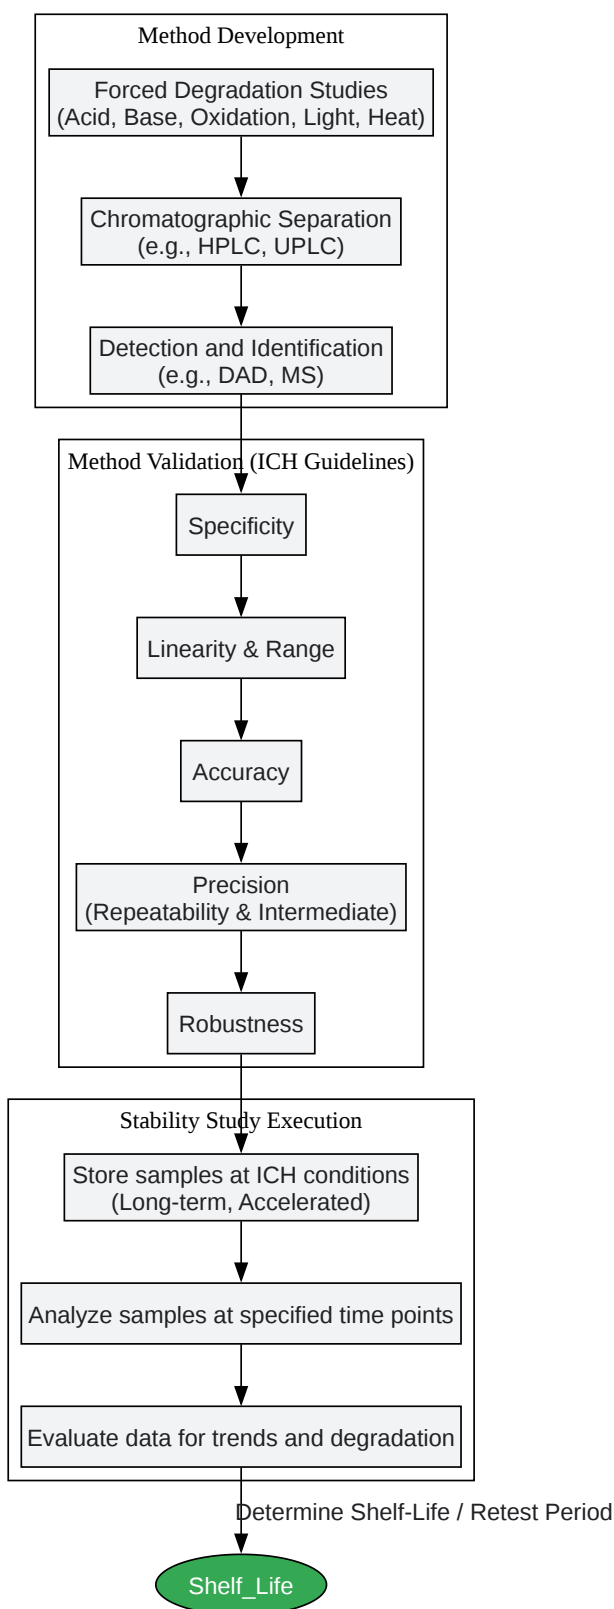 Method Development
Forced Degradation Studies
(Acid, Base, Oxidation, Light, Heat)
Chromatographic Separation
(e.g., HPLC, UPLC)
Detection and Identification
(e.g., DAD, MS)
Method Validation (ICH Guidelines)
Specificity
Linearity & Range
Accuracy
Precision
(Repeatability & Intermediate)
Robustness
Stability Study Execution
Store samples at ICH conditions
(Long-term, Accelerated)
Analyze samples at specified time points
Evaluate data for trends and degradation
Determine Shelf-Life / Retest Period
Shelf_Life